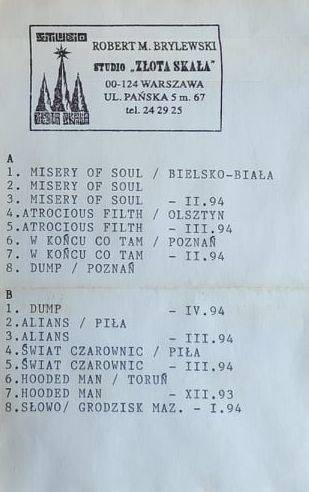 STUDIO
ZŁOTA SKAŁA
ROBERT M. BRYLEWSKI
STUDIO „ZŁOTA SKAŁA"
00-124 WARSZAWA
UL. PAŃSKA 5 m. 67
tel. 24 29 25
A
1. MISERY OF SOUL / BIELSKO-BIAŁA
2. MISERY OF SOUL
3. MISERY OF SOUL - II.94
4.ATROCIOUS FILTH / OLSZTYN
5.ATROCIOUS FILTH - III.94
6. W KOŃCU CO TAM / POZNAŃ
7. W KOŃCU CO TAM - II.94
8. DUMP / POZNAŃ
B
1. DUMP - IV.94
2.ALIANS / PIŁA
3.ALIANS - III.94
4.ŚWIAT CZAROWNIC / PIŁA
5.ŚWIAT CZAROWNIC - III.94
6.HOODED MAN / TORUŃ
7.HOODED MAN - XII.93
8.SŁOWO/ GRODZISK MAZ. - I.94